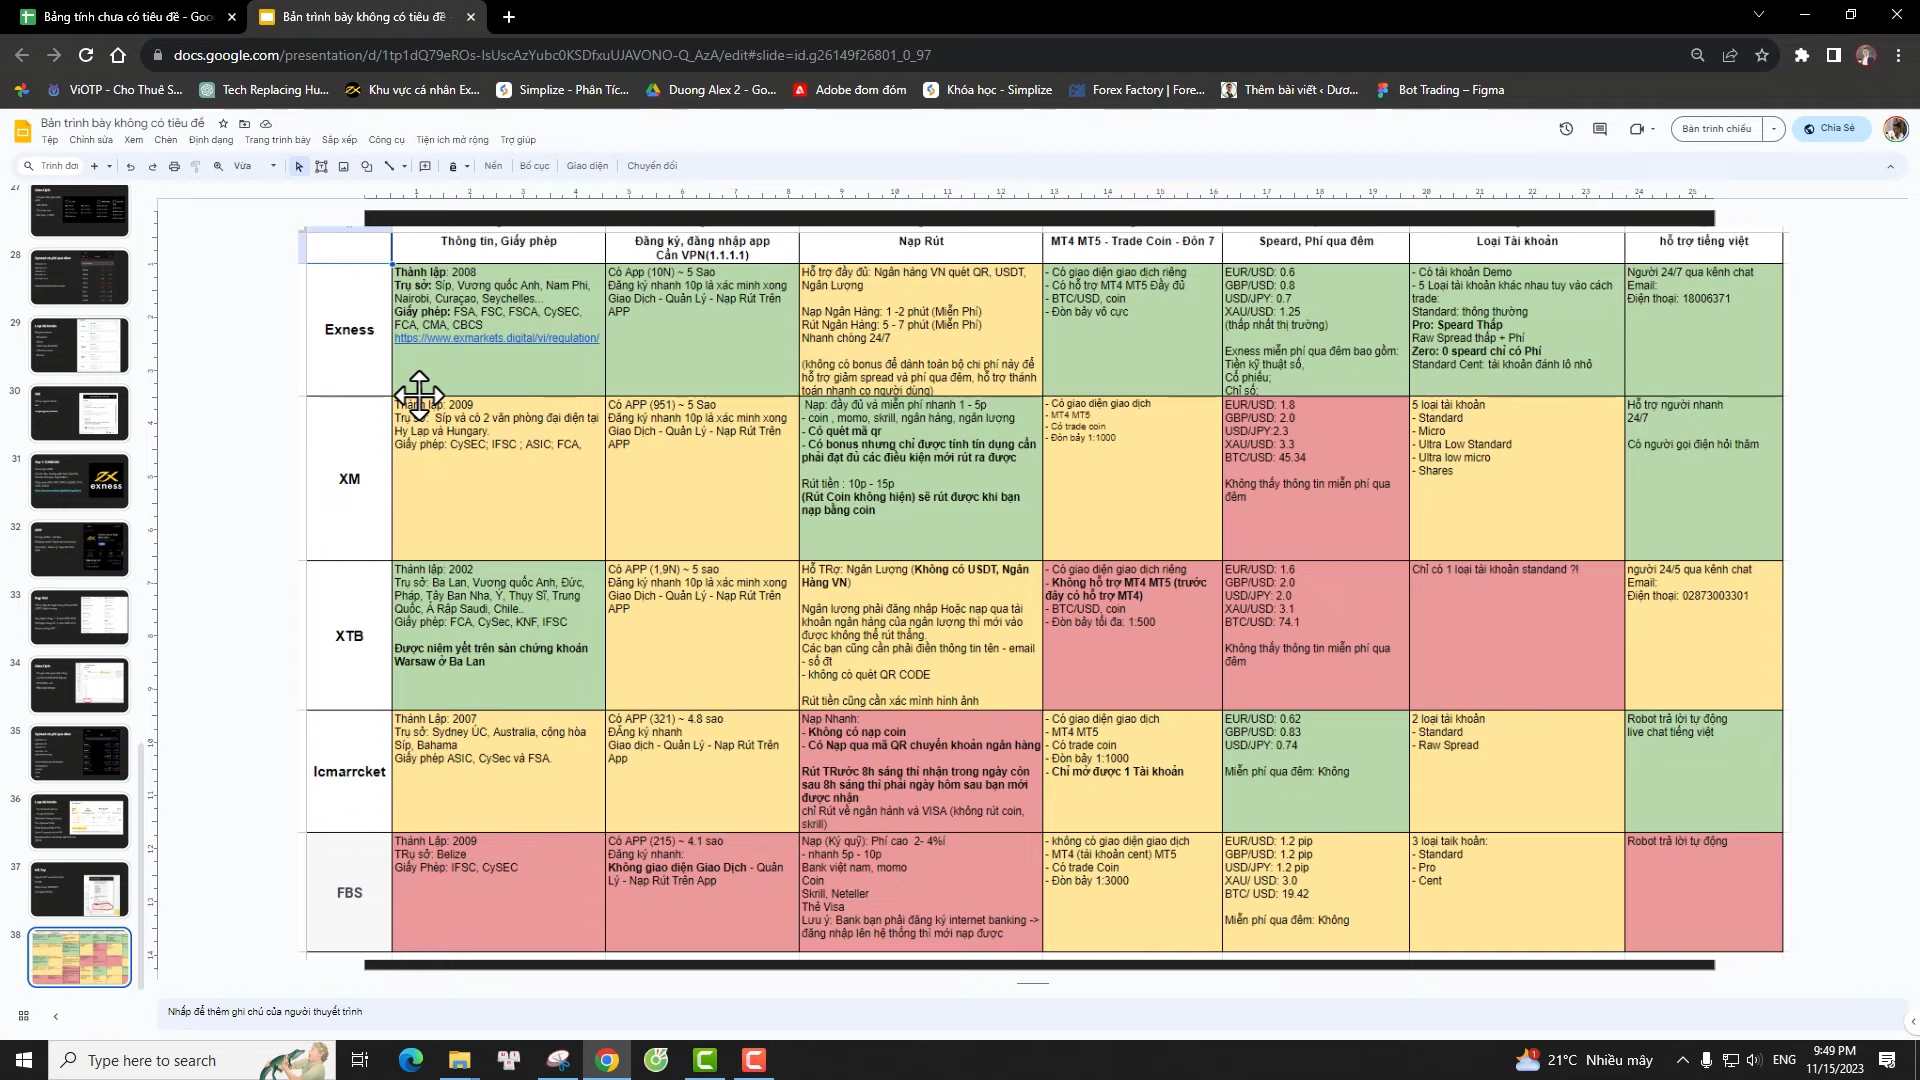 Bảng tính chưa có tiêu đề - Goo
Bản trình bày không có tiêu đề -
docs.google.com/presentation/d/1tp1dQ79eROs-IsUscAzYubc0KSDfxuUJAVONO-Q_AzA/edit#slide=id.g26149f26801_0_97
ViOTP - Cho Thuê S...
Tech Replacing Hu...
Khu vực cá nhân Ex...
Simplize - Phân Tíc...
Duong Alex 2 - Go...
Adobe đom đóm
Khóa học - Simplize
Forex Factory | Fore...
Thêm bài viết ‹ Dươ...
Bot Trading – Figma
Bản trình bày không có tiêu đề
Tệp Chỉnh sửa Xem Chèn Định dạng Trang trình bày Sắp xếp Công cụ Tiện ích mở rộng Trợ giúp
Bản trình chiếu
Chia Sẻ
Trình đơ
Vừa
Nền Bố cục Giao diện Chuyển đổi
Thông tin, Giấy phép
Đăng ký, đăng nhập app
Cần VPN(1.1.1.1)
Nạp Rút
MT4 MT5 - Trade Coin - Đòn 7
Speard, Phí qua đêm
Loại Tài khoản
hỗ trợ tiếng việt
Exness
Thành lập: 2008
Trụ sở: Síp, Vương quốc Anh, Nam Phi,
Nairobi, Curaçao, Seychelles...
Giấy phép: FSA, FSC, FSCA, CySEC,
FCA, CMA, CBCS
https://www.exmarkets.digital/vi/regulation/
Có App (10N) ~ 5 Sao
Đăng ký nhanh 10p là xác minh xong
Giao Dịch - Quản Lý - Nạp Rút Trên
APP
Hỗ trợ đầy đủ: Ngân hàng VN quét QR, USDT,
Ngân Lượng
Nạp Ngân Hàng: 1 -2 phút (Miễn Phí)
Rút Ngân Hàng: 5 - 7 phút (Miễn Phí)
Nhanh chóng 24/7
(không có bonus để dành toàn bộ chi phí này để
hỗ trợ giảm spread và phí qua đêm, hỗ trợ thánh
toán nhanh co người dùng)
- Có giao diện giao dịch riêng
- Có hỗ trợ MT4 MT5 Đầy đủ
- BTC/USD, coin
- Đòn bẩy vô cực
EUR/USD: 0.6
GBP/USD: 0.8
USD/JPY: 0.7
XAU/USD: 1.25
(thấp nhất thị trường)
Exness miễn phí qua đêm bao gồm:
Tiền kỹ thuật số,
Cổ phiếu;
Chỉ số;
- Có tài khoản Demo
- 5 Loại tài khoản khác nhau tuy vào cách
trade:
Standard: thông thường
Pro: Speard Thấp
Raw Spread thấp + Phí
Zero: 0 speard chỉ có Phí
Standard Cent: tài khoản đánh lô nhỏ
Người 24/7 qua kênh chat
Email:
Điện thoại: 18006371
XM
Thành lập: 2009
Trụ sở: Síp và có 2 văn phòng đại diện tại
Hy Lạp và Hungary.
Giấy phép: CySEC; IFSC ; ASIC; FCA,
Có APP (951) ~ 5 Sao
Đăng ký nhanh 10p là xác minh xong
Giao Dịch - Quản Lý - Nạp Rút Trên
APP
Nạp: đầy đủ và miễn phí nhanh 1 - 5p
- coin , momo, skrill, ngân hàng, ngân lượng
- Có quét mã qr
- Có bonus nhưng chỉ được tính tín dụng cần
phải đạt đủ các điều kiện mới rút ra được
Rút tiền : 10p - 15p
(Rút Coin không hiện) sẽ rút được khi bạn
nạp bằng coin
- Có giao diện giao dịch
- MT4 MT5
- Có trade coin
- Đòn bẩy 1:1000
EUR/USD: 1.8
GBP/USD: 2.0
USD/JPY:2.3
XAU/USD: 3.3
BTC/USD: 45.34
Không thấy thông tin miễn phí qua
đêm
5 loại tài khoản
- Standard
- Micro
- Ultra Low Standard
- Ultra low micro
- Shares
Hỗ trợ người nhanh
24/7
Có người gọi điện hỏi thăm
XTB
Thành lập: 2002
Trụ sở: Ba Lan, Vương quốc Anh, Đức,
Pháp, Tây Ban Nha, Ý, Thụy Sĩ, Trung
Quốc, Ả Rập Saudi, Chile..
Giấy phép: FCA, CySec, KNF, IFSC
Được niêm yết trên sàn chứng khoán
Warsaw ở Ba Lan
Có APP (1,9N) ~ 5 sao
Đăng ký nhanh 10p là xác minh xong
Giao Dịch - Quản Lý - Nạp Rút Trên
APP
Hỗ TRợ: Ngân Lượng (Không có USDT, Ngân
Hàng VN)
Ngân lượng phải đăng nhập Hoặc nạp qua tài
khoản ngân hàng của ngân lượng thì mới vào
được không thể rút thẳng.
Các bạn cũng cần phải điền thông tin tên - email
- số đt
- không có quét QR CODE
Rút tiền cũng cần xác minh hình ảnh
- Có giao diện giao dịch riêng
- Không hỗ trợ MT4 MT5 (trước
đây có hỗ trợ MT4)
- BTC/USD, coin
- Đòn bẩy tối đa: 1:500
EUR/USD: 1.6
GBP/USD: 2.0
USD/JPY: 2.0
XAU/USD: 3.1
BTC/USD: 74.1
Không thấy thông tin miễn phí qua
đêm
Chỉ có 1 loại tài khoản standand ?!
người 24/5 qua kênh chat
Email:
Điện thoại: 02873003301
Icmarrcket
Thành Lập: 2007
Trụ sở: Sydney ÚC, Australia, cộng hòa
Síp, Bahama
Giấy phép ASIC, CySec và FSA.
Có APP (321) ~ 4.8 sao
ĐĂng ký nhanh
Giao dịch - Quản Lý - Nạp Rút Trên
App
Nạp Nhanh:
- Không có nạp coin
- Có Nạp qua mã QR chuyển khoản ngân hàng
Rút TRước 8h sáng thì nhận trong ngày còn
sau 8h sáng thì phải ngày hôm sau bạn mới
được nhận
chỉ Rút về ngân hành và VISA (không rút coin,
skrill)
- Có giao diện giao dịch
- MT4 MT5
- Có trade coin
- Đòn bẩy 1:1000
- Chỉ mở được 1 Tài khoản
EUR/USD: 0.62
GBP/USD: 0.83
USD/JPY: 0.74
Miễn phí qua đêm: Không
2 loại tài khoản
- Standard
- Raw Spread
Robot trả lời tự động
live chat tiếng việt
FBS
Thành Lập: 2009
TRụ sở: Belize
Giấy Phép: IFSC, CySEC
Có APP (215) ~ 4.1 sao
Đăng ký nhanh:
Không giao diện Giao Dịch - Quản
Lý - Nạp Rút Trên App
Nạp (Ký quỹ): Phí cao 2- 4%í
- nhanh 5p - 10p
Bank việt nam, momo
Coin
Skrill, Neteller
Thẻ Visa
Lưu ý: Bank bạn phải đăng ký internet banking ->
đăng nhập lên hệ thống thì mới nạp được
- không có giao diện giao dịch
- MT4 (tài khoản cent) MT5
- Có trade Coin
- Đòn bẩy 1:3000
EUR/USD: 1.2 pip
GBP/USD: 1.2 pip
USD/JPY: 1.2 pip
XAU/ USD: 3.0
BTC/ USD: 19.42
Miễn phí qua đêm: Không
3 loại taik hoản:
- Standard
- Pro
- Cent
Robot trả lời tự động
Nhấp để thêm ghi chú của người thuyết trình
Type here to search
21°C Nhiều mây
ENG
9:49 PM
11/15/2023